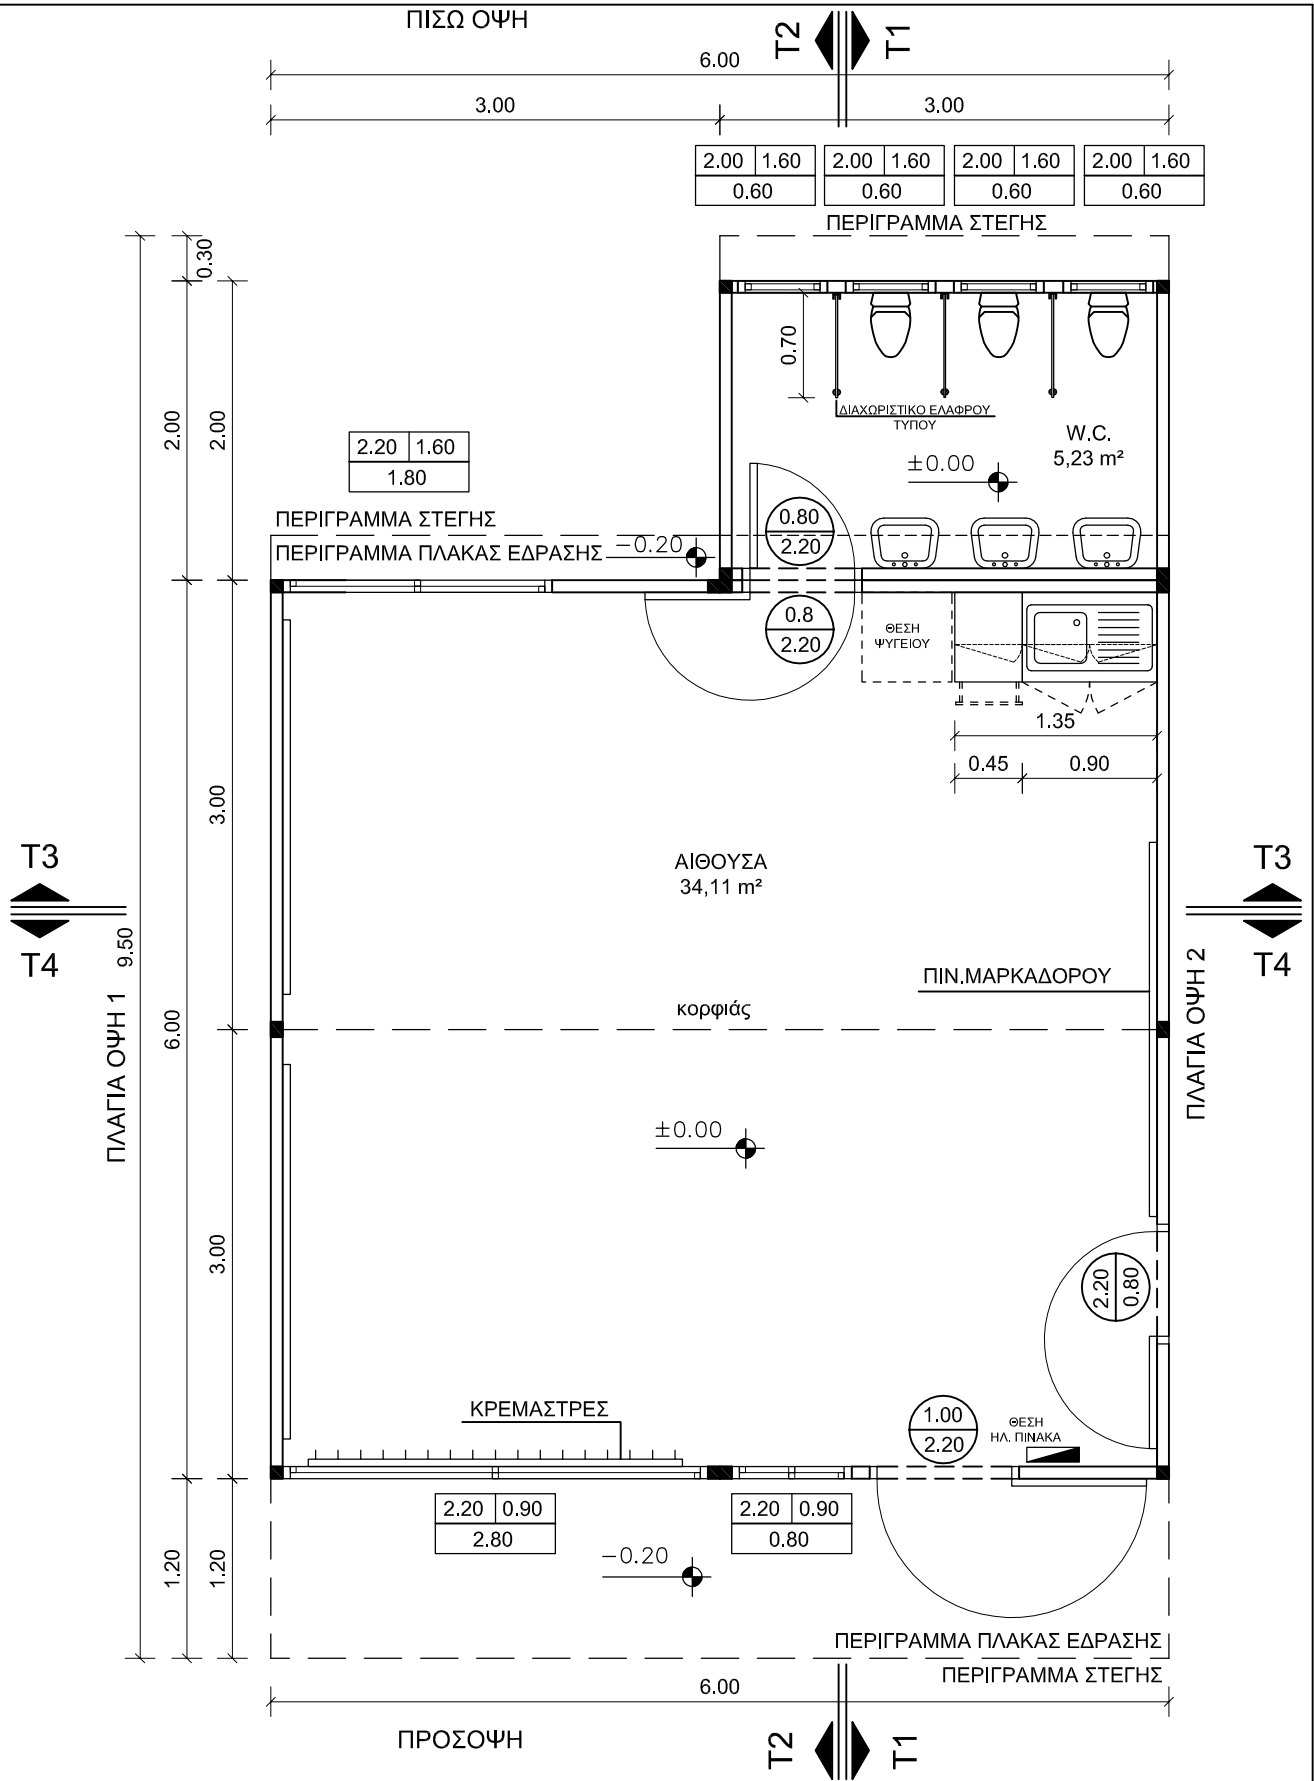 ΠΙΣΩ ΟΨΗ
T2
T1
6.00
3.00
3.00
2.00 1.60
0.60
2.00 1.60
0.60
2.00 1.60
0.60
2.00 1.60
0.60
ΠΕΡΙΓΡΑΜΜΑ ΣΤΕΓΗΣ
0.30
0.70
2.00
2.00
ΔΙΑΧΩΡΙΣΤΙΚΟ ΕΛΑΦΡΟΥ
ΤΥΠΟΥ
W.C.
5,23 m²
±0.00
2.20 1.60
1.80
ΠΕΡΙΓΡΑΜΜΑ ΣΤΕΓΗΣ
ΠΕΡΙΓΡΑΜΜΑ ΠΛΑΚΑΣ ΕΔΡΑΣΗΣ
−0.20
0.80
2.20
0.8
2.20
ΘΕΣΗ
ΨΥΓΕΙΟΥ
1.35
0.45
0.90
3.00
T3
T4
ΑΙΘΟΥΣΑ
34,11 m²
T3
T4
9.50
ΠΛΑΓΙΑ ΟΨΗ 1
6.00
ΠΙΝ.ΜΑΡΚΑΔΟΡΟΥ
κορφιάς
ΠΛΑΓΙΑ ΟΨΗ 2
±0.00
3.00
2.20
0.80
ΚΡΕΜΑΣΤΡΕΣ
1.00
2.20
ΘΕΣΗ
ΗΛ. ΠΙΝΑΚΑ
2.20 0.90
2.80
2.20 0.90
0.80
1.20
1.20
−0.20
ΠΕΡΙΓΡΑΜΜΑ ΠΛΑΚΑΣ ΕΔΡΑΣΗΣ
ΠΕΡΙΓΡΑΜΜΑ ΣΤΕΓΗΣ
6.00
ΠΡΟΣΟΨΗ
T2
T1